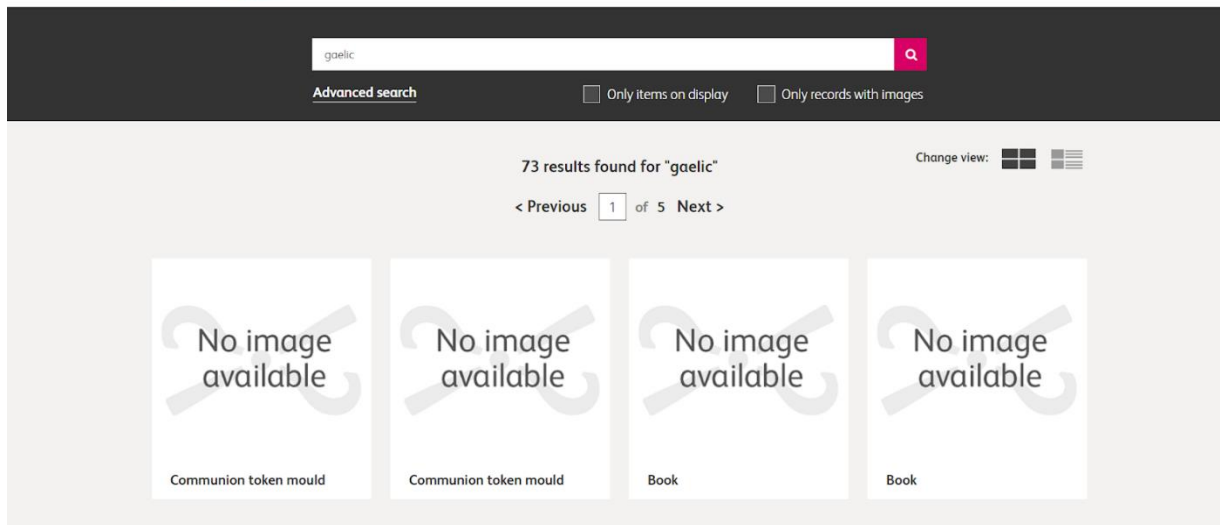 gaelic
Advanced search Only items on display Only records with images
73 results found for "gaelic" Change view:
< Previous 1 of 5 Next >
No image available
No image available
No image available
No image available
Communion token mould
Communion token mould
Book
Book